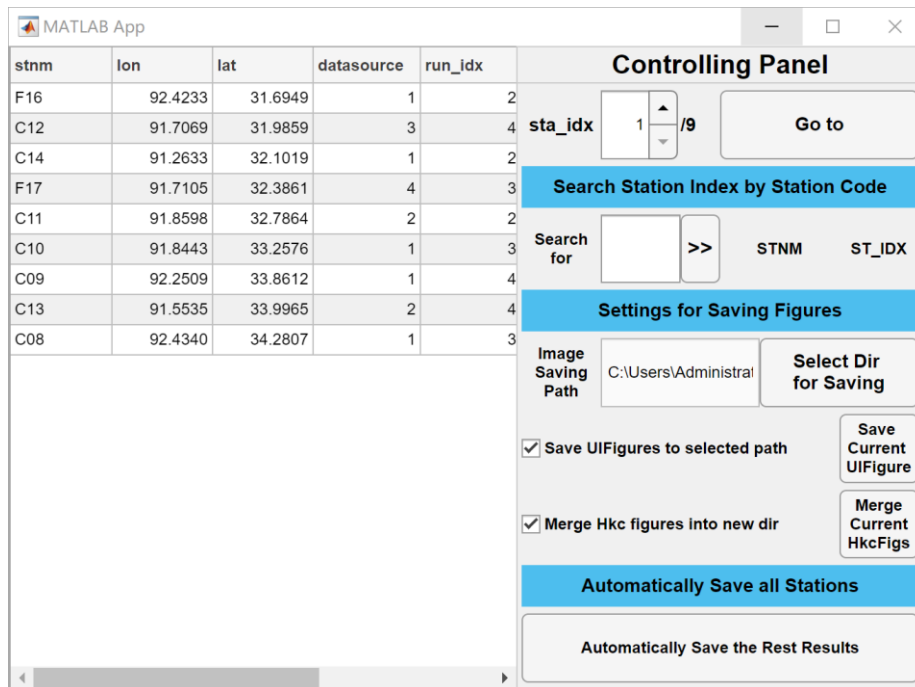 MATLAB App
stnm lon lat datasource run_idx
F16 92.4233 31.6949 1 2
C12 91.7069 31.9859 3 4
C14 91.2633 32.1019 1 2
F17 91.7105 32.3861 4 3
C11 91.8598 32.7864 2 2
C10 91.8443 33.2576 1 3
C09 92.2509 33.8612 1 4
C13 91.5535 33.9965 2 4
C08 92.4340 34.2807 1 3
Controlling Panel
sta_idx 1 /9 Go to
Search Station Index by Station Code
Search
for
>> STNM ST_IDX
Settings for Saving Figures
Image
Saving
Path
C:\Users\Administrat
Select Dir
for Saving
Save UIFigures to selected path
Save
Current
UIFigure
Merge Hkc figures into new dir
Merge
Current
HkcFigs
Automatically Save all Stations
Automatically Save the Rest Results